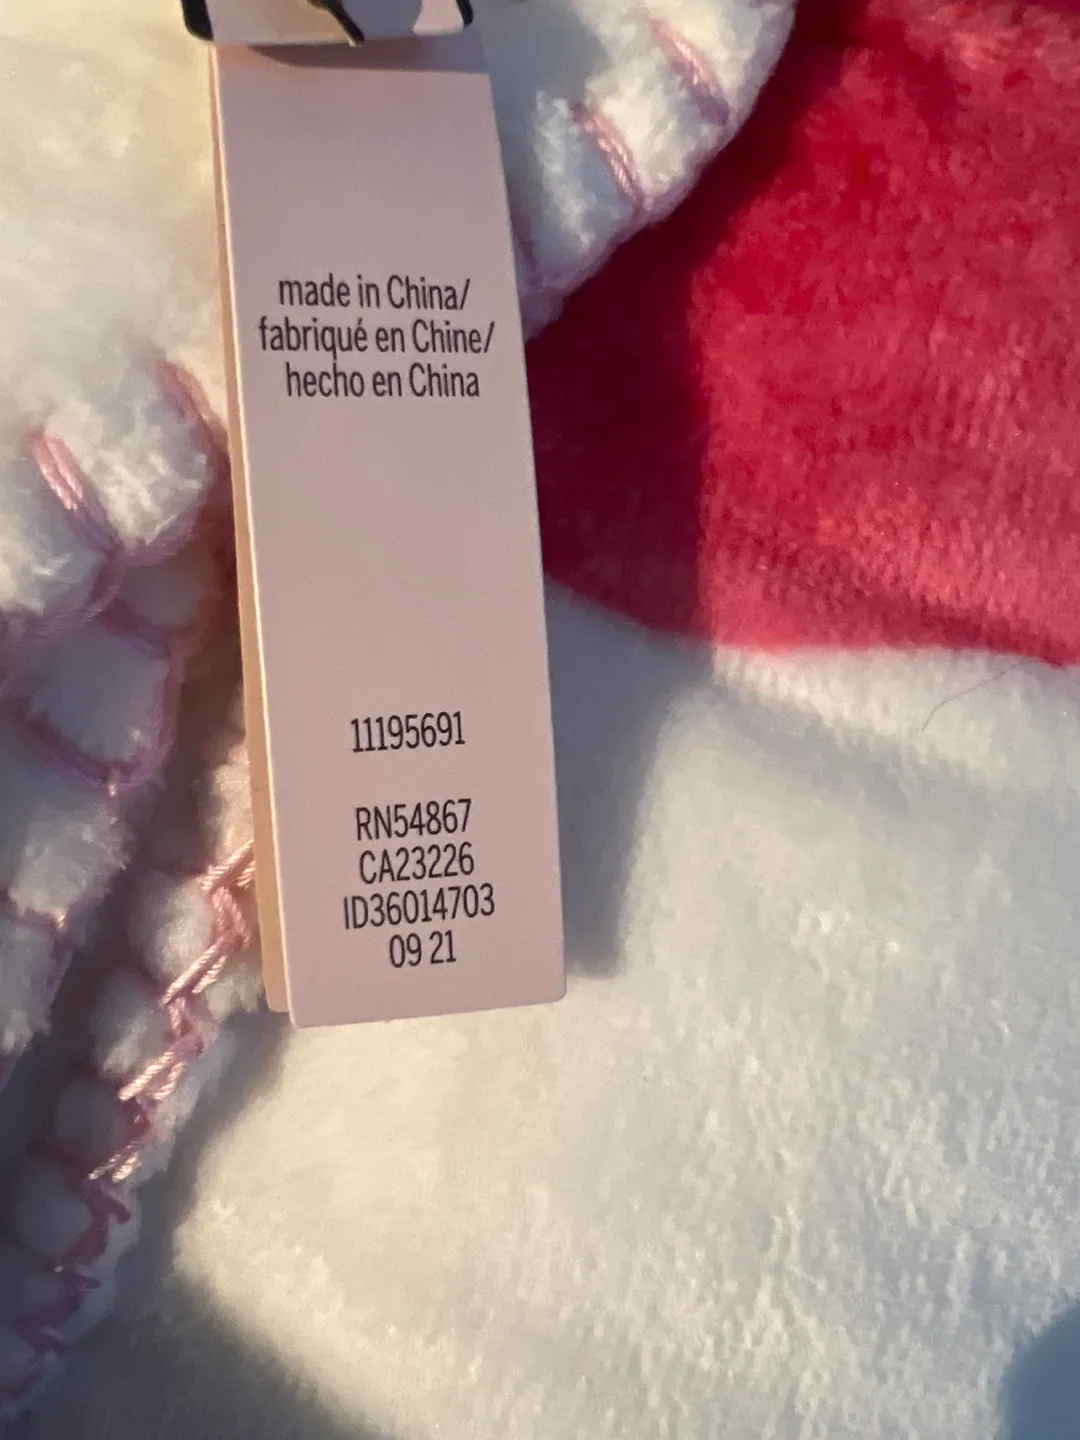 made in China/
fabriqué en Chine/
hecho en China
11195691
RN54867
CA23226
ID36014703
09 21